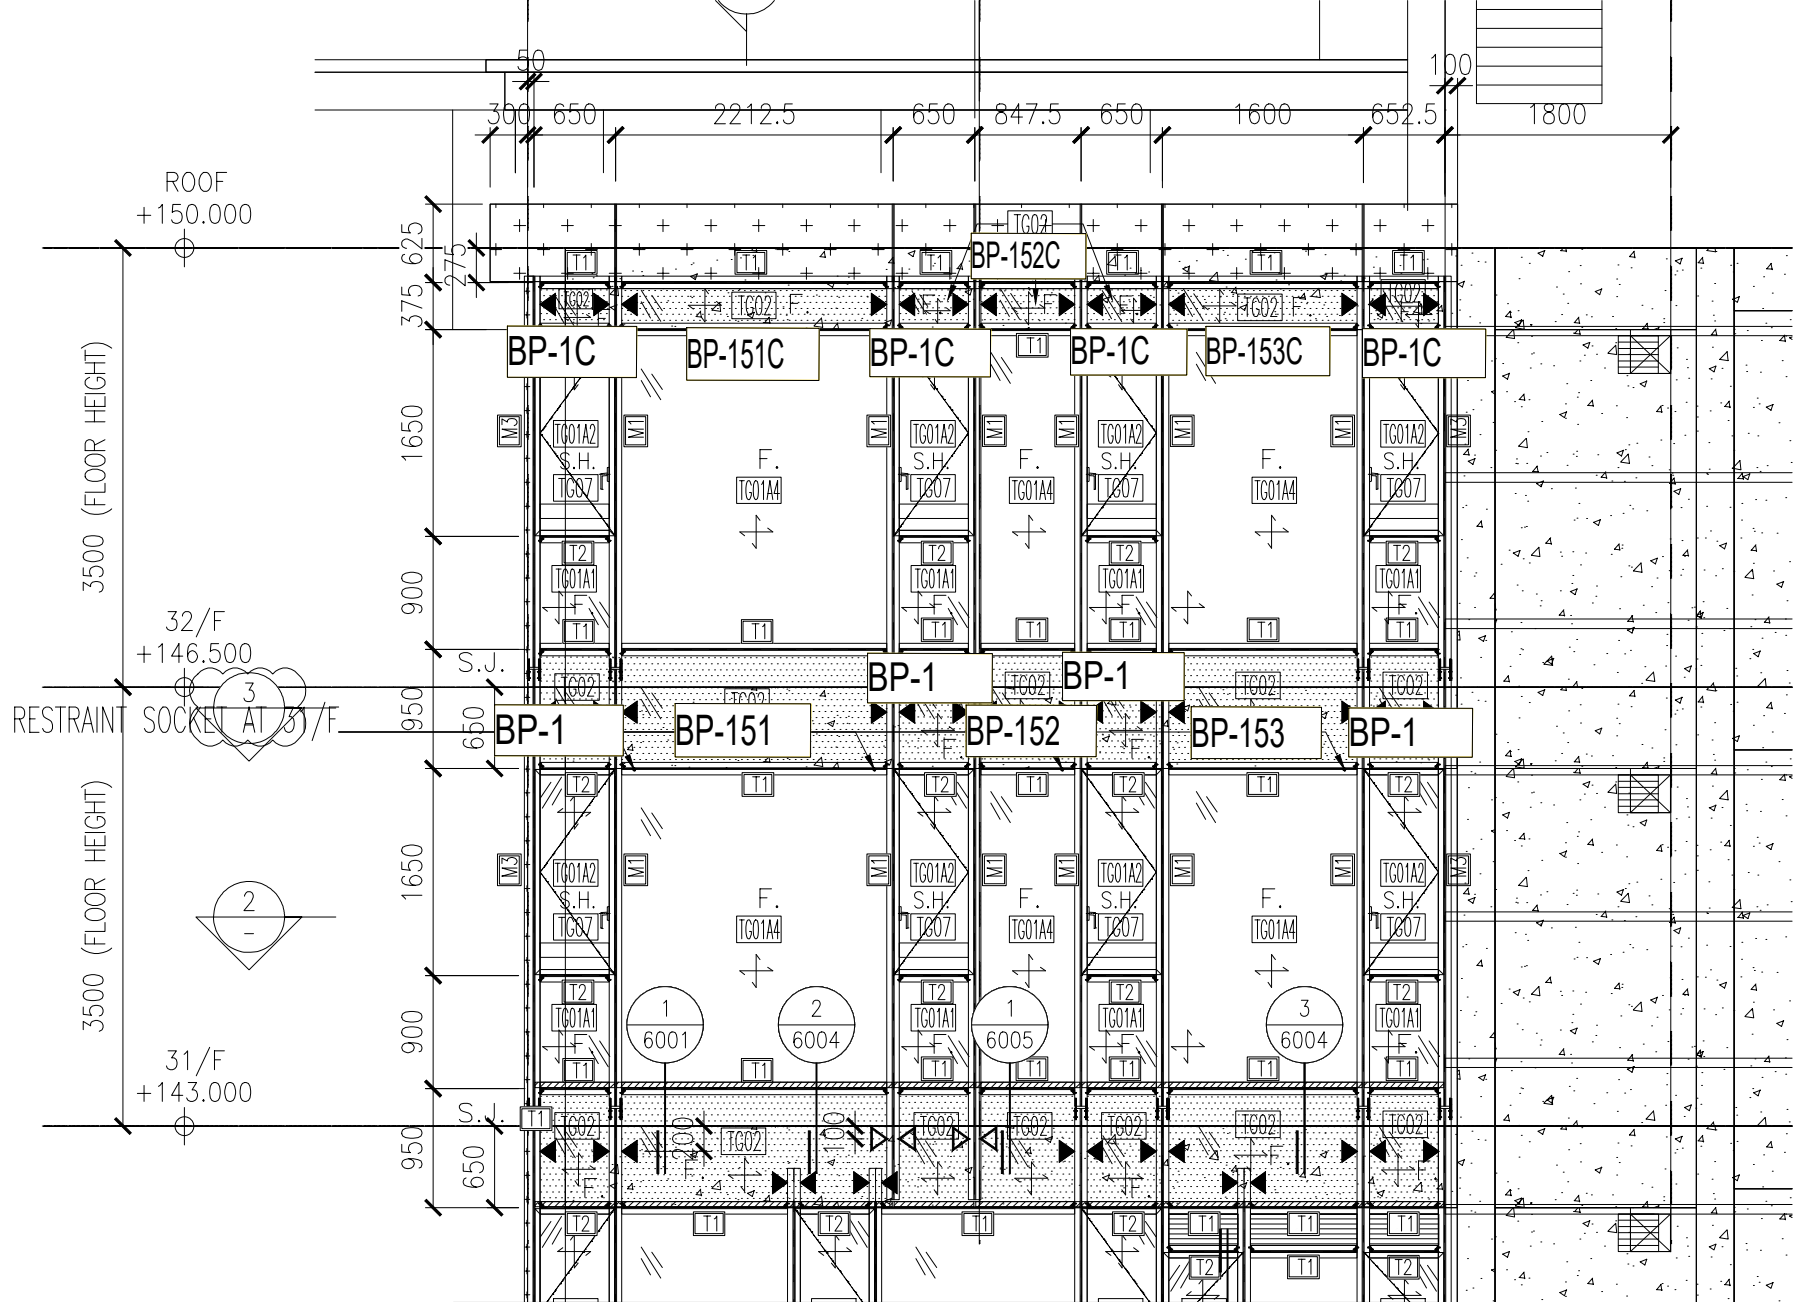 50
100
300 650 2212.5 650 847.5 650 1600 652.5 1800
ROOF
+150.000
625
275
375
TG02
T1 T1 T1 T1 T1 T1
BP-152C
TG02 TG02 F. F. F. F. TG02 F. TG02
BP-1C BP-151C BP-1C T1 BP-1C BP-153C BP-1C
3500 (FLOOR HEIGHT)
1650
M3 M1 M1 M1 M1 M1 M3
TG01A2 TG01A2 TG01A2 TG01A2
S.H. F. S.H. F. S.H. F. S.H.
TG07 TG01A4 TG07 TG01A4 TG07 TG01A4 TG07
T2 T2 T2 T2
900
TG01A1 TG01A1 TG01A1 TG01A1
F. F. F. F.
T1 T1 T1 T1 T1 T1 T1
32/F
+146.500
S.J.
3
RESTRAINT SOCKET AT 31/F
950
650
TG02 TG02 TG02 TG02 TG02
BP-1 BP-1
BP-1 BP-151 BP-152 BP-153 BP-1
F. F.
T2 T1 T2 T1 T2 T1 T2
3500 (FLOOR HEIGHT)
1650
M3 M1 M1 M1 M1 M1 M3
TG01A2 TG01A2 TG01A2 TG01A2
S.H. F. S.H. F. S.H. F. S.H.
TG07 TG01A4 TG07 TG01A4 TG07 TG01A4 TG07
2
-
T2 T2 T2 T2
900
TG01A1 TG01A1 TG01A1 TG01A1
1
6001
2
6004
1
6005
3
6004
F. F. F. F.
T1 T1 T1 T1 T1 T1 T1
31/F
+143.000
S.J.
T1
950
650
TG02 TG02 TG02 TG02 TG02 TG02 TG02
200
100
F. F. F. F. F. F.
T2 T1 T2 T1 T2 T1 T1 T1
T2 T1 T2